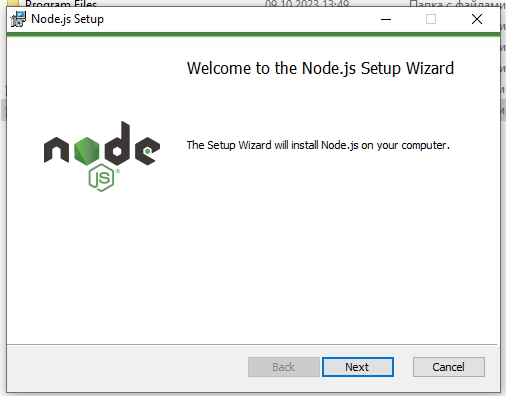 Program Files 09.10.2023 13:49 Папка с файлами
Node.js Setup
Welcome to the Node.js Setup Wizard
node
JS®
The Setup Wizard will install Node.js on your computer.
Back Next Cancel